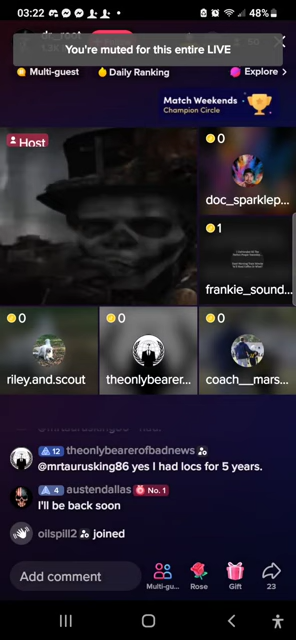 03:22
48%
You're muted for this entire LIVE
Multi-guest
Daily Ranking
Explore >
Match Weekends
Champion Circle
Host
0
doc_sparklep...
1
frankie_sound...
0
riley.and.scout
0
theonlybearer...
0
coach__mars...
12 theonlybearerofbadnews
@mrtaurusking86 yes I had locs for 5 years.
4 austendallas No. 1
I'll be back soon
oilspill2 joined
Add comment
Multi-gu...
Rose
Gift
23